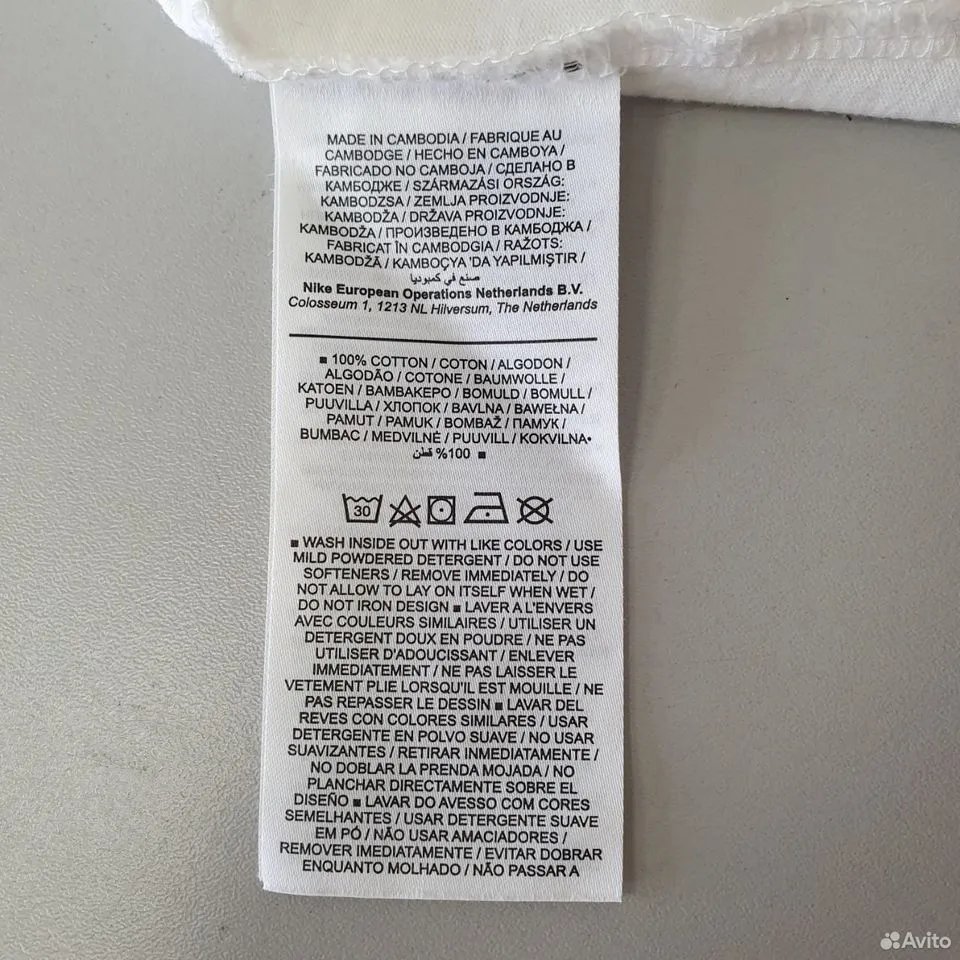 MADE IN CAMBODIA / FABRIQUE AU
CAMBODGE / HECHO EN CAMBOYA /
FABRICADO NO CAMBOJA / СДЕЛАНО В
КАМБОДЖЕ / SZÁRMAZÁSI ORSZÁG:
KAMBODZSA / ZEMLJA PROIZVODNJE:
KAMBODŽA / DRŽAVA PROIZVODNJE:
KAMBODŽA / ПРОИЗВЕДЕНО В КАМБОДЖА /
FABRICAT ÎN CAMBODGIA / RAŽOTS:
KAMBODŽĀ / KAMBOÇYA 'DA YAPILMIŞTIR /
صنع في كمبوديا
Nike European Operations Netherlands B.V.
Colosseum 1, 1213 NL Hilversum, The Netherlands
■ 100% COTTON / COTON / ALGODON /
ALGODÃO / COTONE / BAUMWOLLE /
KATOEN / ΒΑΜΒΑΚΕΡΟ / BOMULD / BOMULL /
PUUVILLA / ХЛОПОК / BAVLNA / BAWEŁNA /
PAMUT / PAMUK / BOMBAŽ / ПАМУК /
BUMBAC / MEDVILNĖ / PUUVILL / KOKVILNA•
100% قطن ■
30
■ WASH INSIDE OUT WITH LIKE COLORS / USE
MILD POWDERED DETERGENT / DO NOT USE
SOFTENERS / REMOVE IMMEDIATELY / DO
NOT ALLOW TO LAY ON ITSELF WHEN WET /
DO NOT IRON DESIGN ■ LAVER A L'ENVERS
AVEC COULEURS SIMILAIRES / UTILISER UN
DETERGENT DOUX EN POUDRE / NE PAS
UTILISER D'ADOUCISSANT / ENLEVER
IMMEDIATEMENT / NE PAS LAISSER LE
VETEMENT PLIE LORSQU'IL EST MOUILLE / NE
PAS REPASSER LE DESSIN ■ LAVAR DEL
REVES CON COLORES SIMILARES / USAR
DETERGENTE EN POLVO SUAVE / NO USAR
SUAVIZANTES / RETIRAR INMEDIATAMENTE /
NO DOBLAR LA PRENDA MOJADA / NO
PLANCHAR DIRECTAMENTE SOBRE EL
DISEÑO ■ LAVAR DO AVESSO COM CORES
SEMELHANTES / USAR DETERGENTE SUAVE
EM PÓ / NÃO USAR AMACIADORES /
REMOVER IMEDIATAMENTE / EVITAR DOBRAR
ENQUANTO MOLHADO / NÃO PASSAR A
Avito